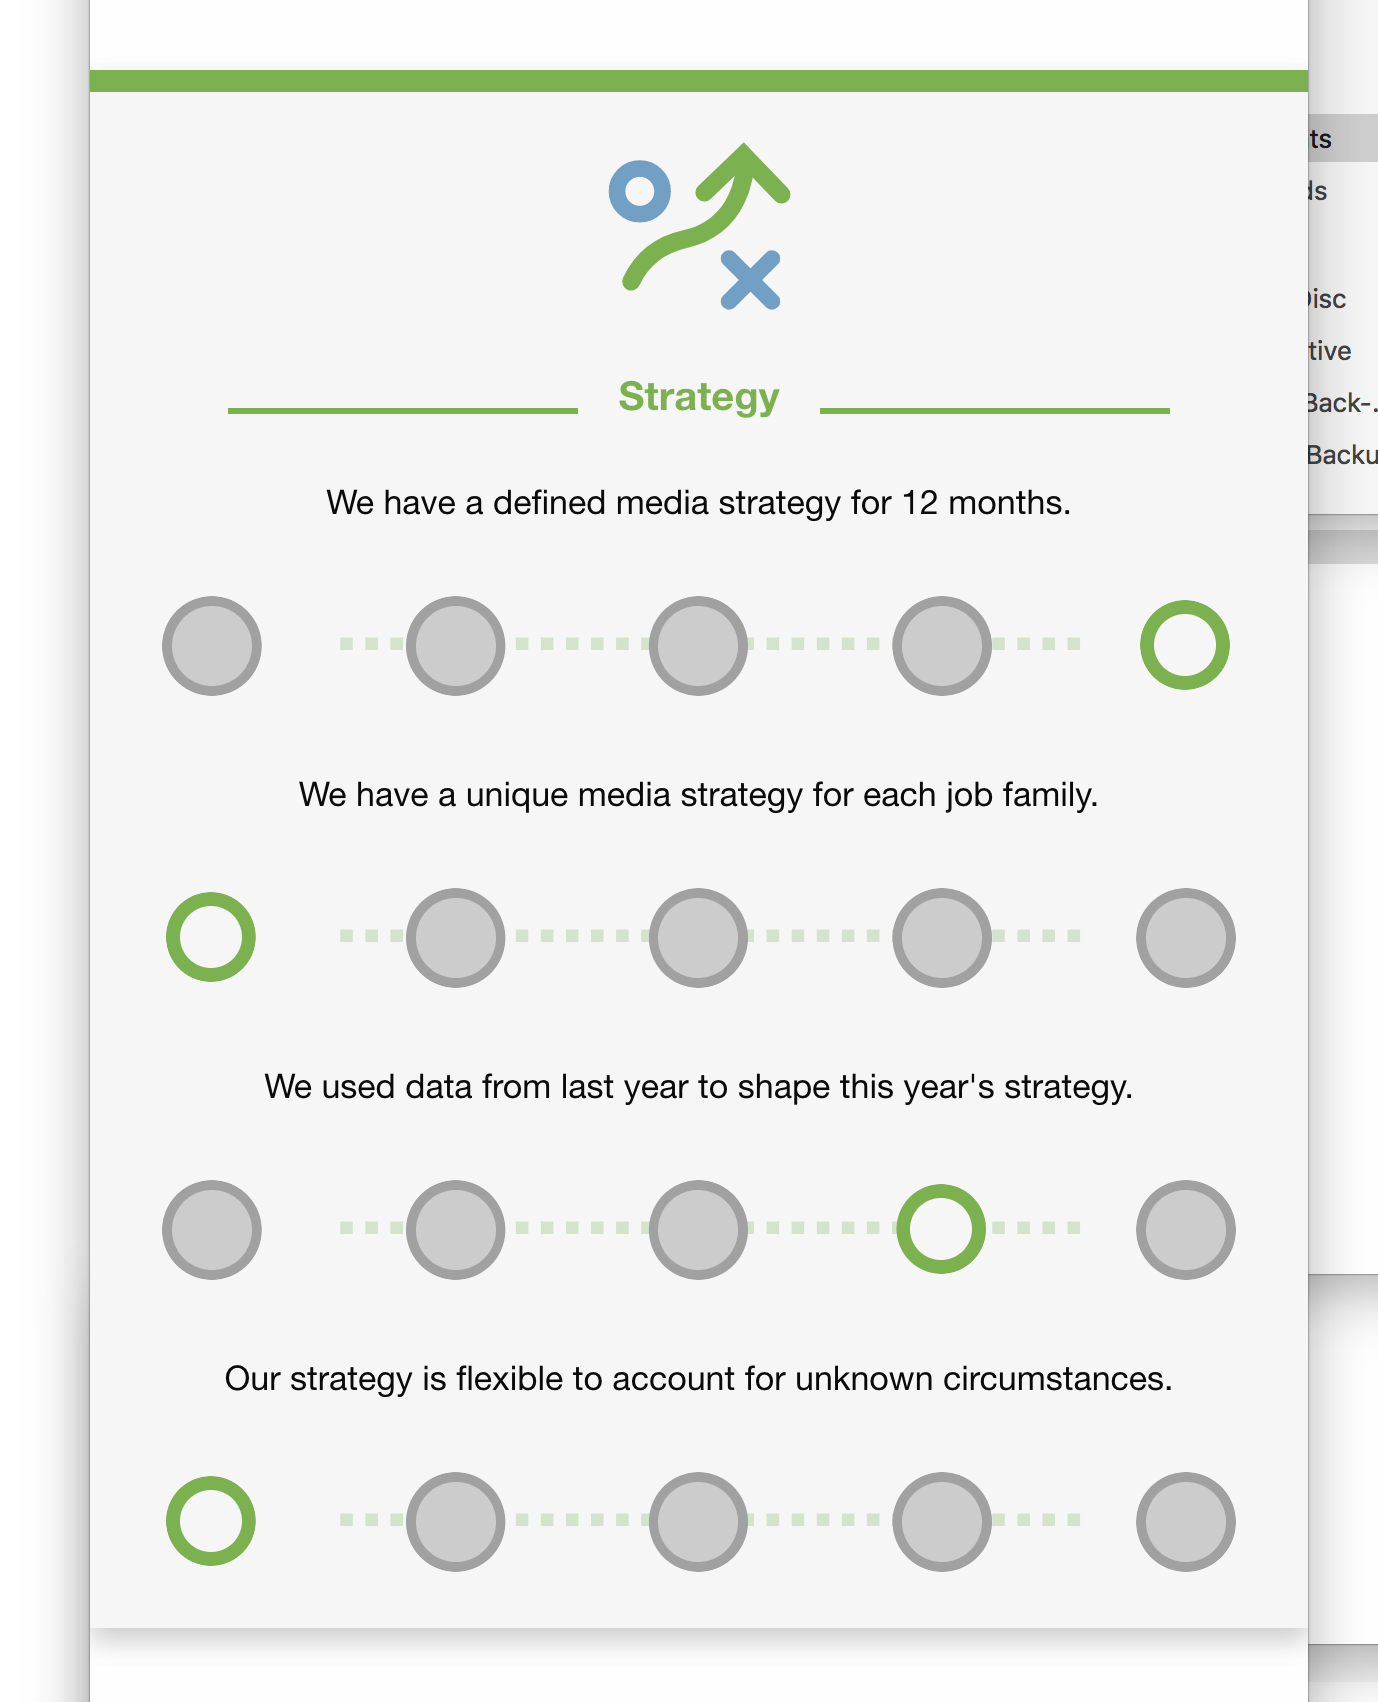 Strategy
We have a defined media strategy for 12 months.
We have a unique media strategy for each job family.
We used data from last year to shape this year's strategy.
Our strategy is flexible to account for unknown circumstances.
ts
ds
Disc
tive
Back-.
Backu